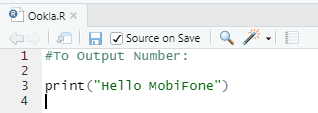 Ookla.R
Source on Save
1 #To Output Number:
2
3 print("Hello MobiFone")
4